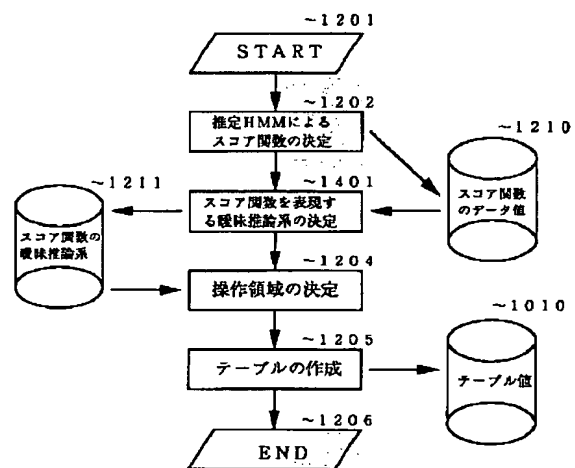 ~1201
START
~1202
推定HMMによる
スコア関数の決定
~1210
スコア関数
のデータ値
~1211
スコア関数の
曖昧推論系
~1401
スコア関数を表現す
る曖昧推論系の決定
~1204
操作領域の決定
~1010
テーブル値
~1205
テーブルの作成
~1206
END